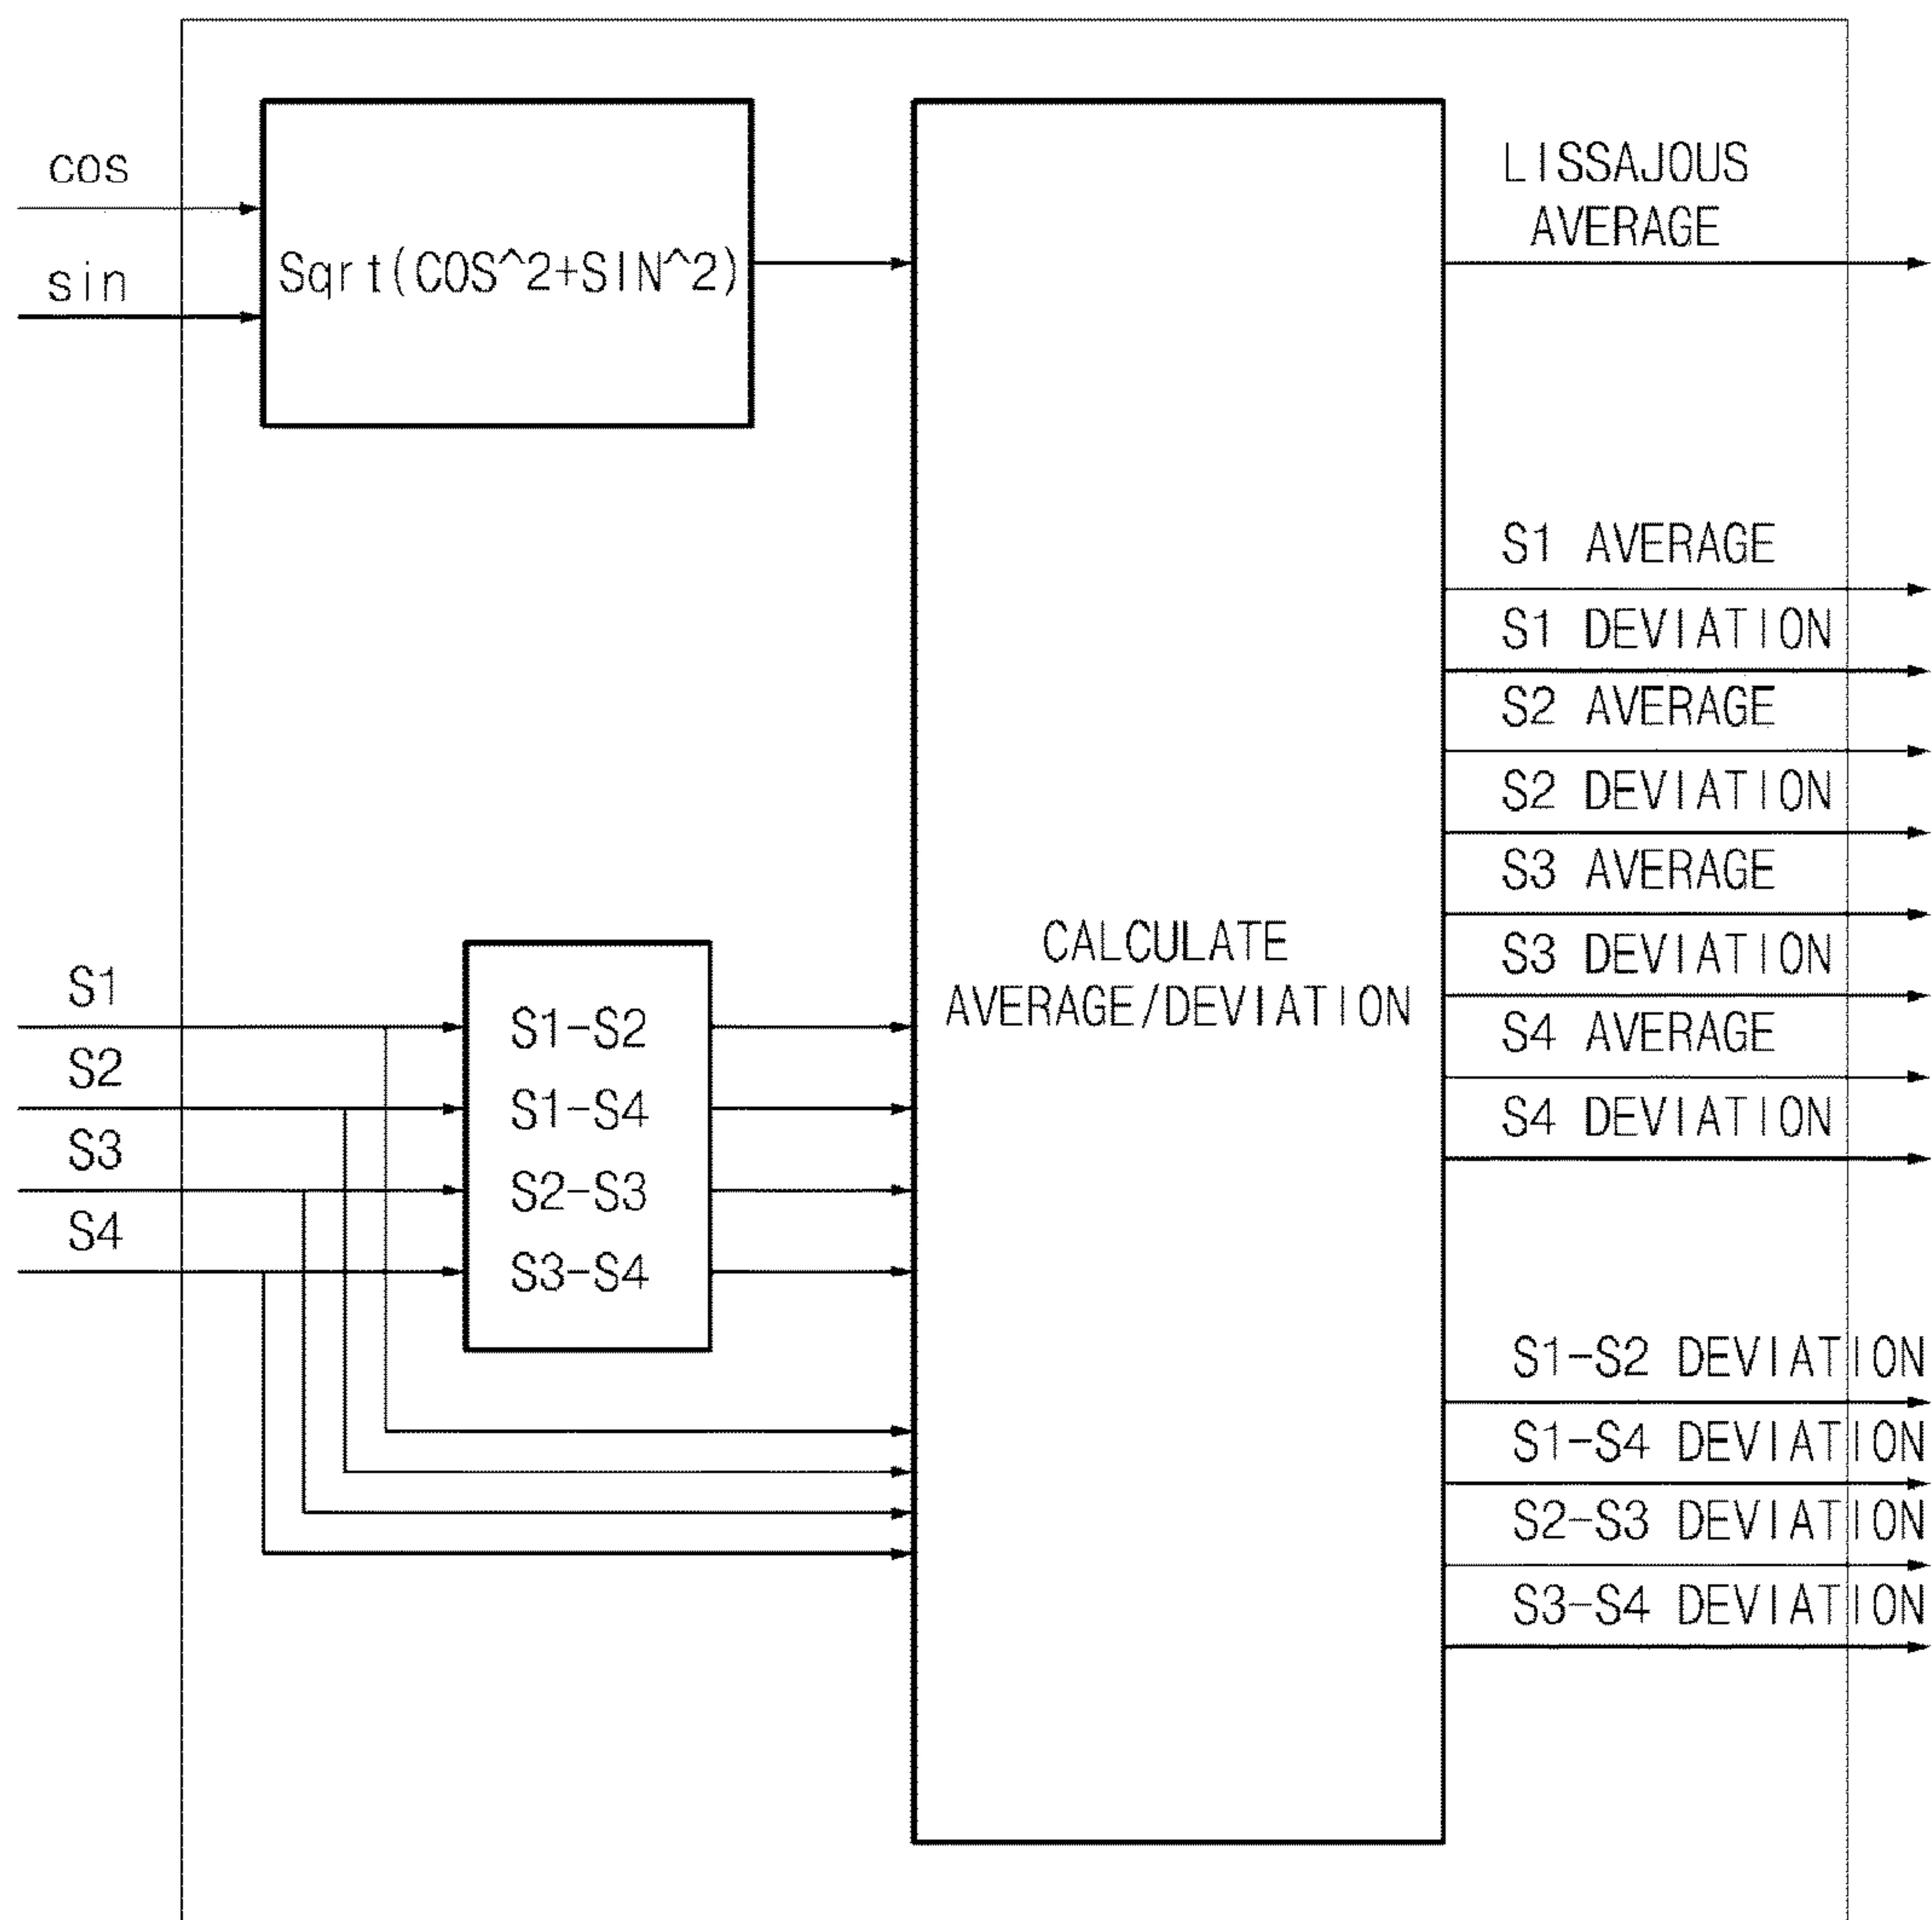 cos
sin
Sqrt(COS^2+SIN^2)
LISSAJOUS
AVERAGE
S1
S2
S3
S4
S1-S2
S1-S4
S2-S3
S3-S4
CALCULATE
AVERAGE/DEVIATION
S1 AVERAGE
S1 DEVIATION
S2 AVERAGE
S2 DEVIATION
S3 AVERAGE
S3 DEVIATION
S4 AVERAGE
S4 DEVIATION
S1-S2 DEVIATION
S1-S4 DEVIATION
S2-S3 DEVIATION
S3-S4 DEVIATION